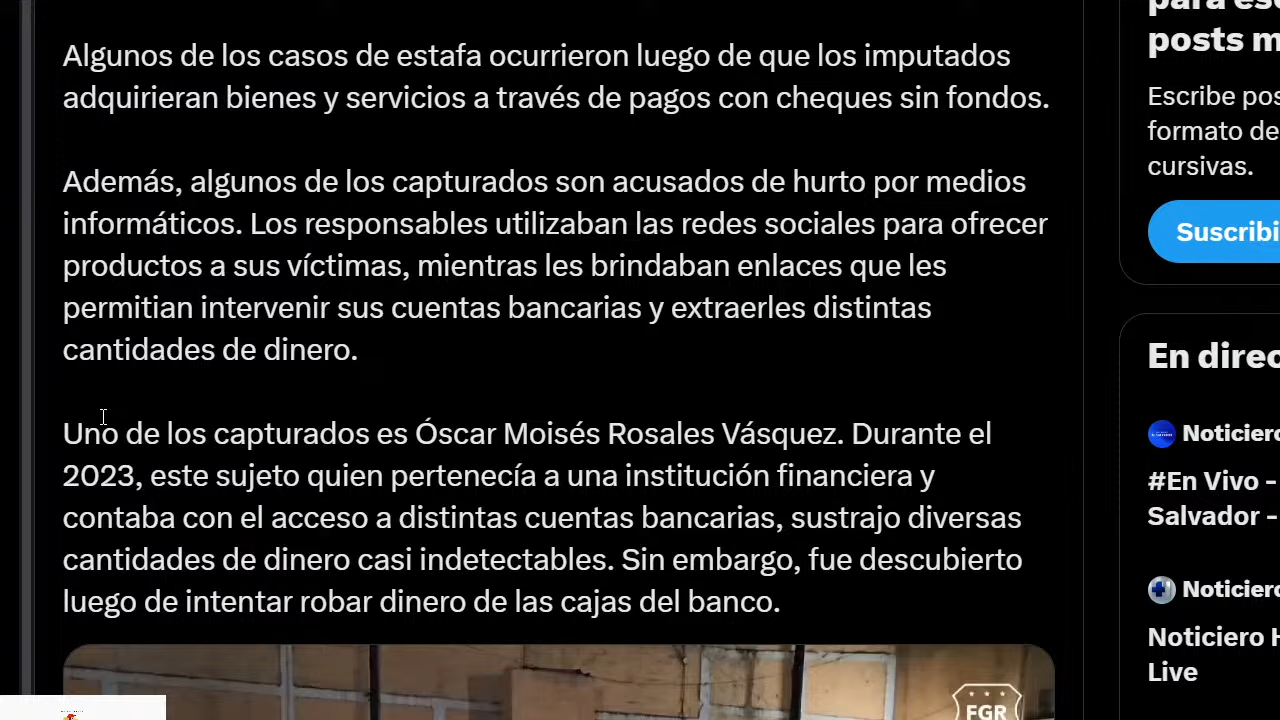 Algunos de los casos de estafa ocurrieron luego de que los imputados
adquirieran bienes y servicios a través de pagos con cheques sin fondos.
Además, algunos de los capturados son acusados de hurto por medios
informáticos. Los responsables utilizaban las redes sociales para ofrecer
productos a sus víctimas, mientras les brindaban enlaces que les
permitian intervenir sus cuentas bancarias y extraerles distintas
cantidades de dinero.
Uno de los capturados es Óscar Moisés Rosales Vásquez. Durante el
2023, este sujeto quien pertenecía a una institución financiera y
contaba con el acceso a distintas cuentas bancarias, sustrajo diversas
cantidades de dinero casi indetectables. Sin embargo, fue descubierto
luego de intentar robar dinero de las cajas del banco.
FGR
para es
posts m
Escribe pos
formato de
cursivas.
Suscribi
En direc
Noticiero
#En Vivo -
Salvador -
Noticiero
Noticiero H
Live